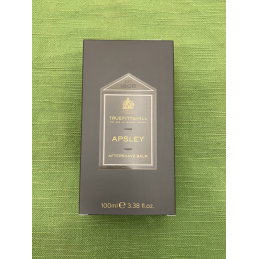 TRUEFITT & HILL
APSLEY
AFTERSHAVE BALM
100ml ℮ 3.38 fl.oz